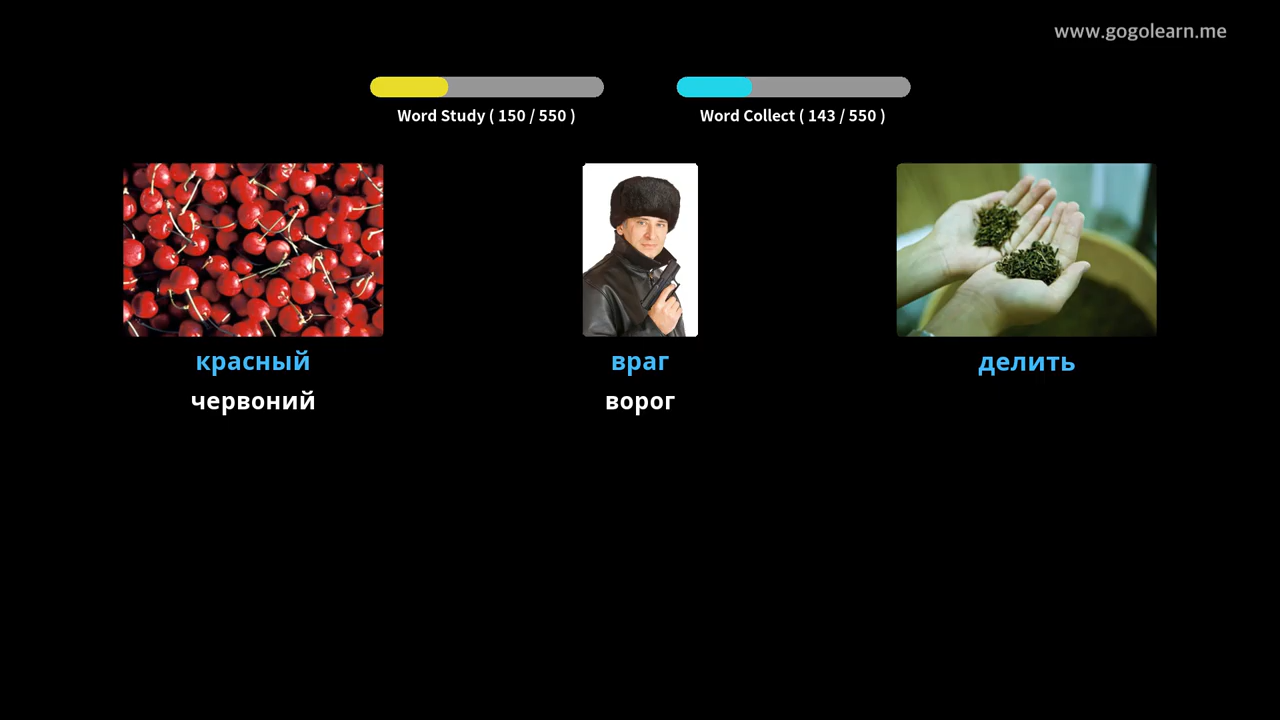 www.gogolearn.me
Word Study ( 150 / 550 )
Word Collect ( 143 / 550 )
красный
враг
делить
червоний
ворог